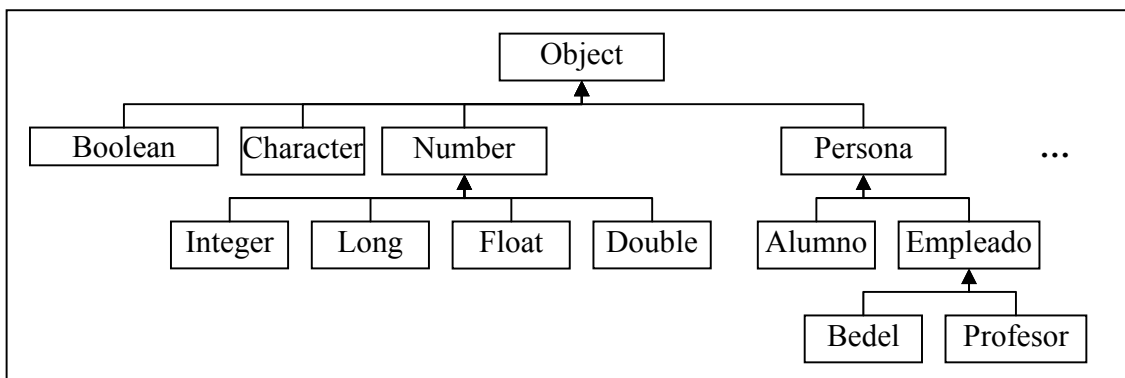 Object
Boolean Character Number Persona ...
Integer Long Float Double Alumno Empleado
Bedel Profesor